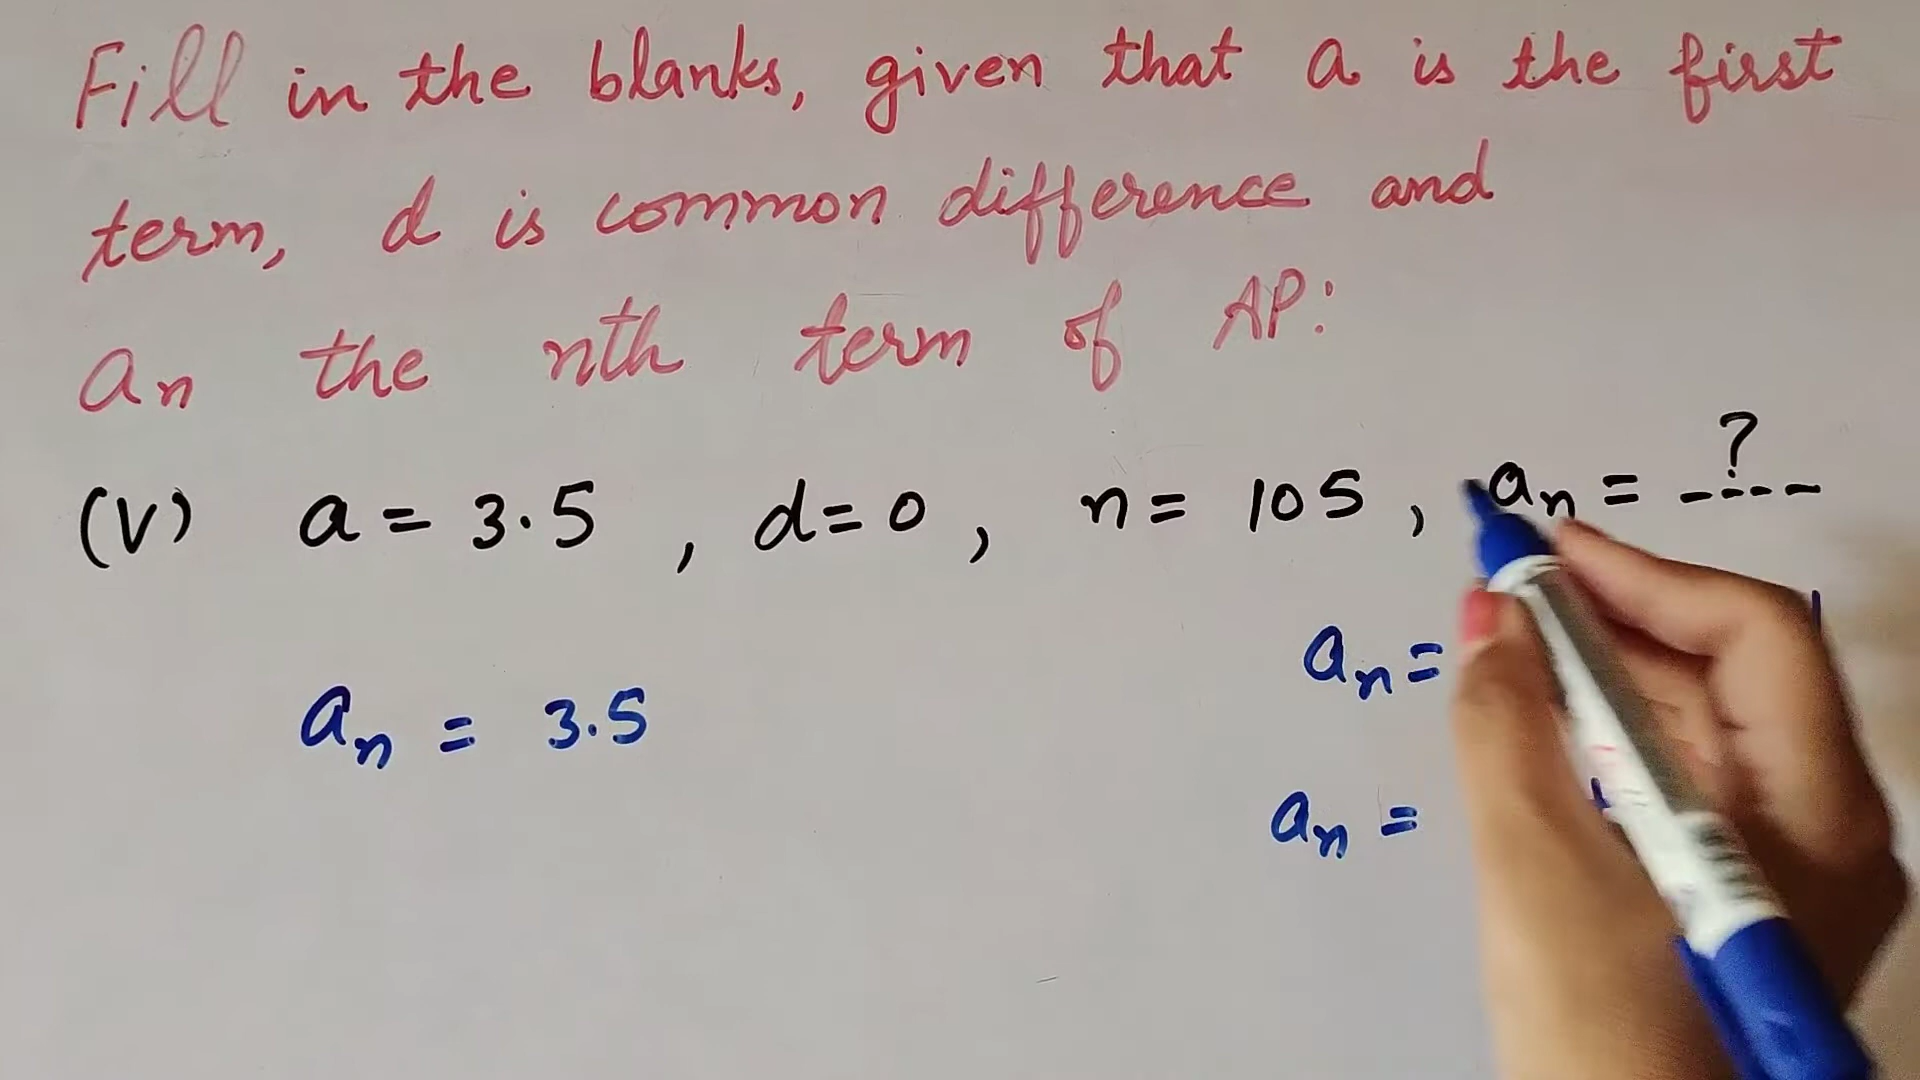 Fill in the blanks, given that a is the first
term, d is common difference and
an the nth term of AP:
(V) a = 3.5 , d=0 , n = 105 , an = ----?
an =
an = 3.5
an =